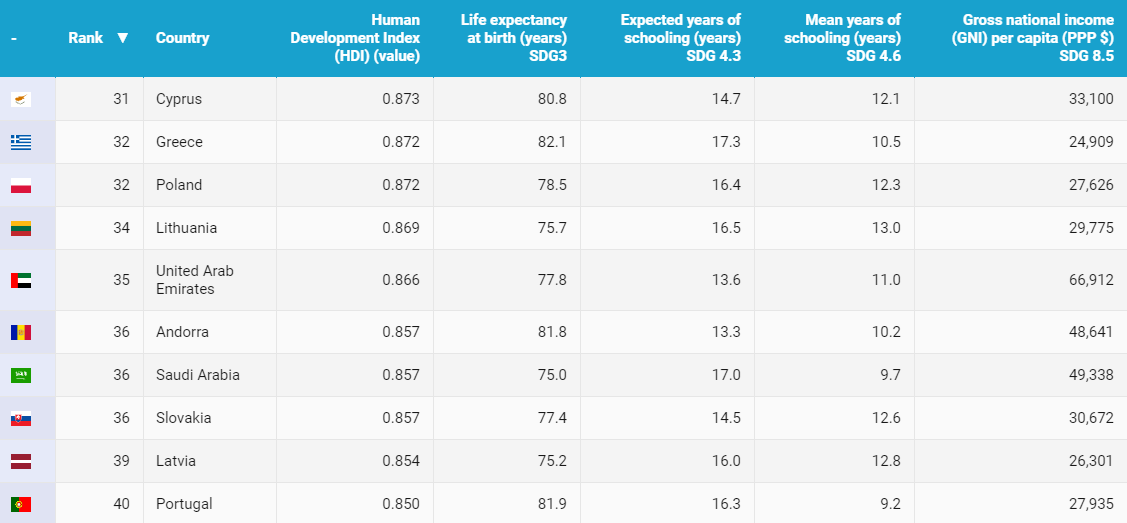 - Rank ▼ Country Human Development Index (HDI) (value) Life expectancy at birth (years) SDG3 Expected years of schooling (years) SDG 4.3 Mean years of schooling (years) SDG 4.6 Gross national income (GNI) per capita (PPP $) SDG 8.5
31 Cyprus 0.873 80.8 14.7 12.1 33,100
32 Greece 0.872 82.1 17.3 10.5 24,909
32 Poland 0.872 78.5 16.4 12.3 27,626
34 Lithuania 0.869 75.7 16.5 13.0 29,775
35 United Arab Emirates 0.866 77.8 13.6 11.0 66,912
36 Andorra 0.857 81.8 13.3 10.2 48,641
36 Saudi Arabia 0.857 75.0 17.0 9.7 49,338
36 Slovakia 0.857 77.4 14.5 12.6 30,672
39 Latvia 0.854 75.2 16.0 12.8 26,301
40 Portugal 0.850 81.9 16.3 9.2 27,935